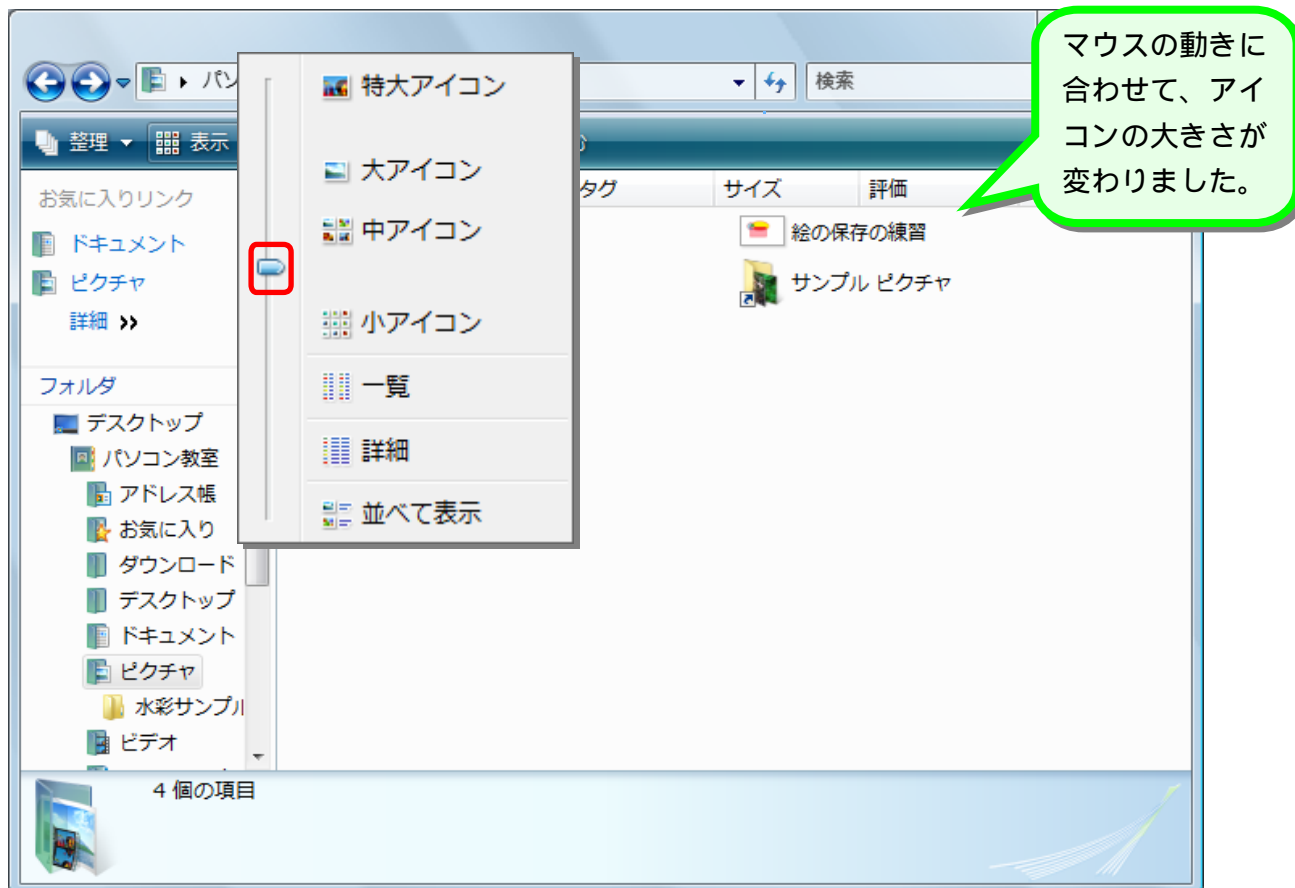 マウスの動きに
合わせて、アイ
コンの大きさが
変わりました。
パソ
検索
整理
表示
特大アイコン
大アイコン
中アイコン
小アイコン
一覧
詳細
並べて表示
タグ
サイズ
評価
絵の保存の練習
サンプル ピクチャ
お気に入りリンク
ドキュメント
ピクチャ
詳細 >>
フォルダ
デスクトップ
パソコン教室
アドレス帳
お気に入り
ダウンロード
デスクトップ
ドキュメント
ピクチャ
水彩サンプル
ビデオ
4 個の項目